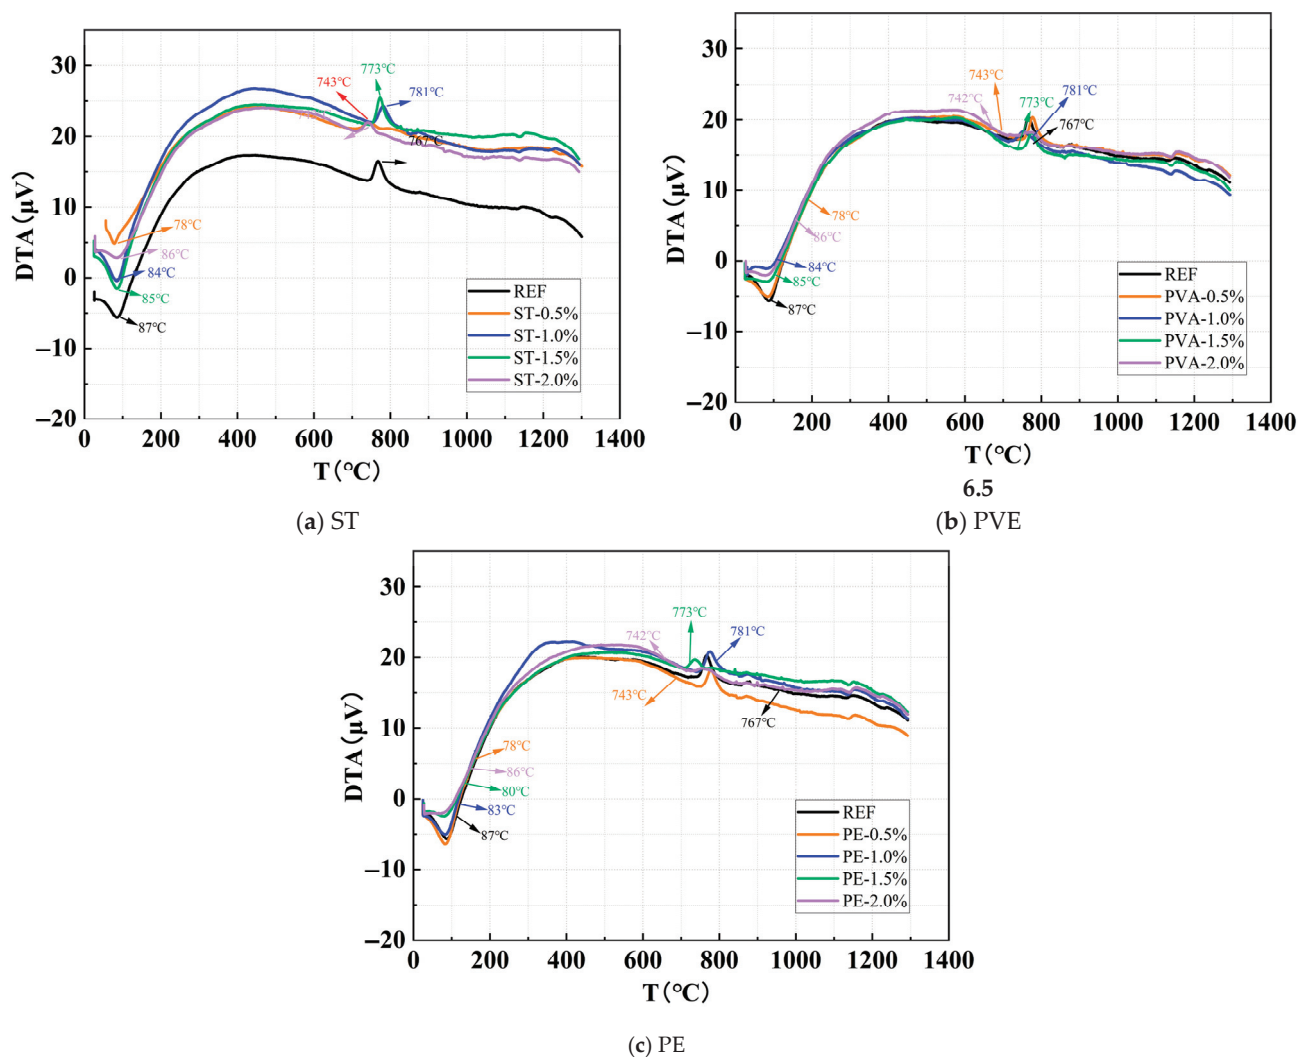 30
20
10
0
−10
−20
DTA(μV)
743℃
773℃
781℃
767℃
78℃
86℃
84℃
85℃
87℃
REF
ST-0.5%
ST-1.0%
ST-1.5%
ST-2.0%
0 200 400 600 800 1000 1200 1400
T(℃)
(a) ST
30
20
10
0
−10
−20
DTA(μV)
743℃
742℃
773℃
781℃
767℃
78℃
86℃
84℃
85℃
87℃
REF
PVA-0.5%
PVA-1.0%
PVA-1.5%
PVA-2.0%
0 200 400 600 800 1000 1200 1400
T(℃)
6.5
(b) PVE
30
20
10
0
−10
−20
DTA(μV)
742℃
773℃
781℃
743℃
767℃
78℃
86℃
80℃
83℃
87℃
REF
PE-0.5%
PE-1.0%
PE-1.5%
PE-2.0%
0 200 400 600 800 1000 1200 1400
T(℃)
(c) PE